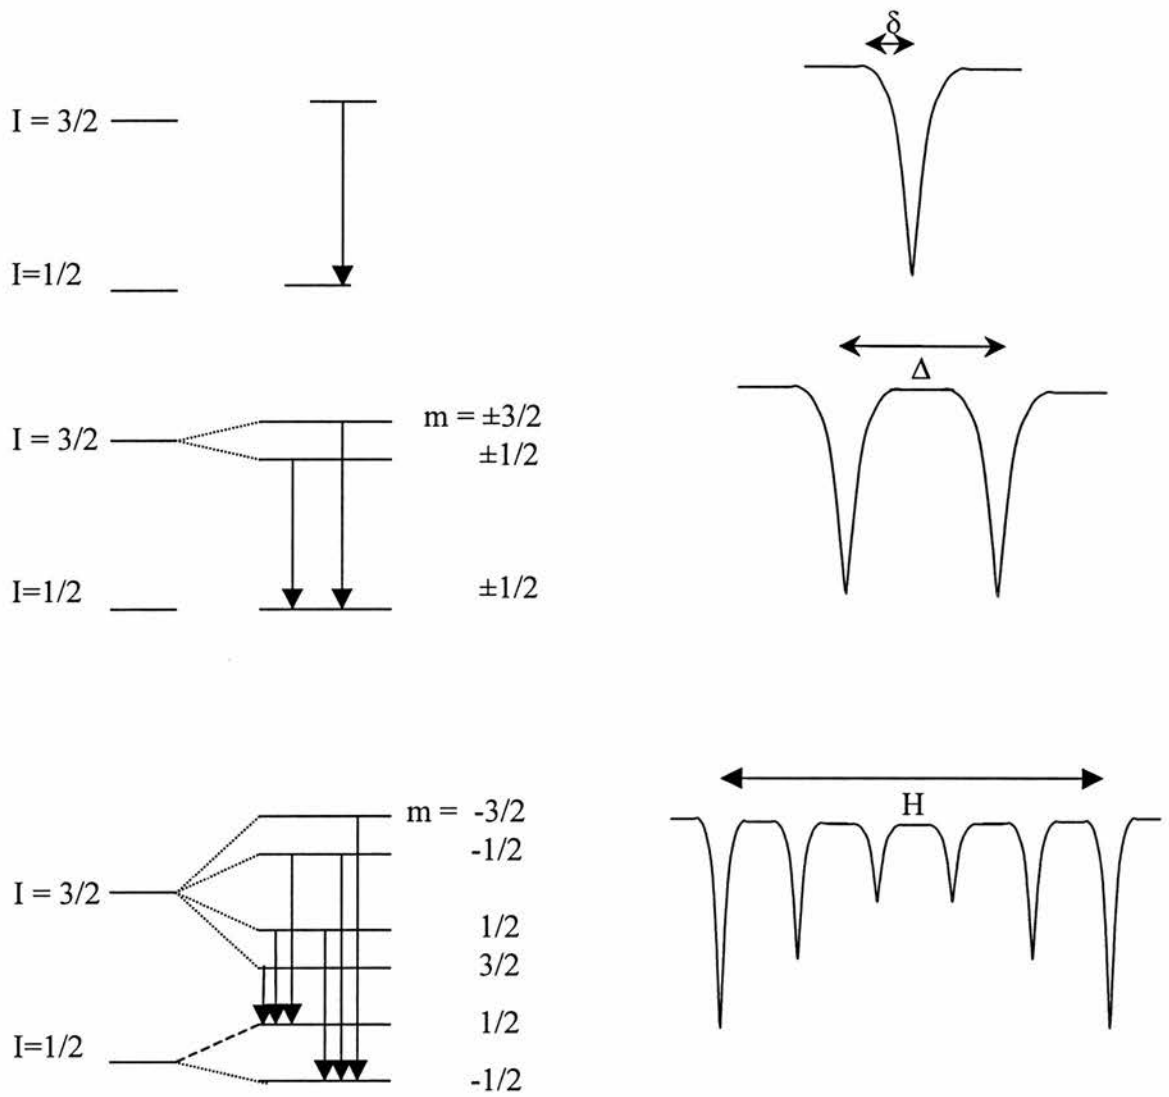 δ
I = 3/2
I=1/2
Δ
m = ±3/2
I = 3/2
±1/2
I=1/2
±1/2
H
m = -3/2
-1/2
I = 3/2
1/2
3/2
1/2
I=1/2
-1/2